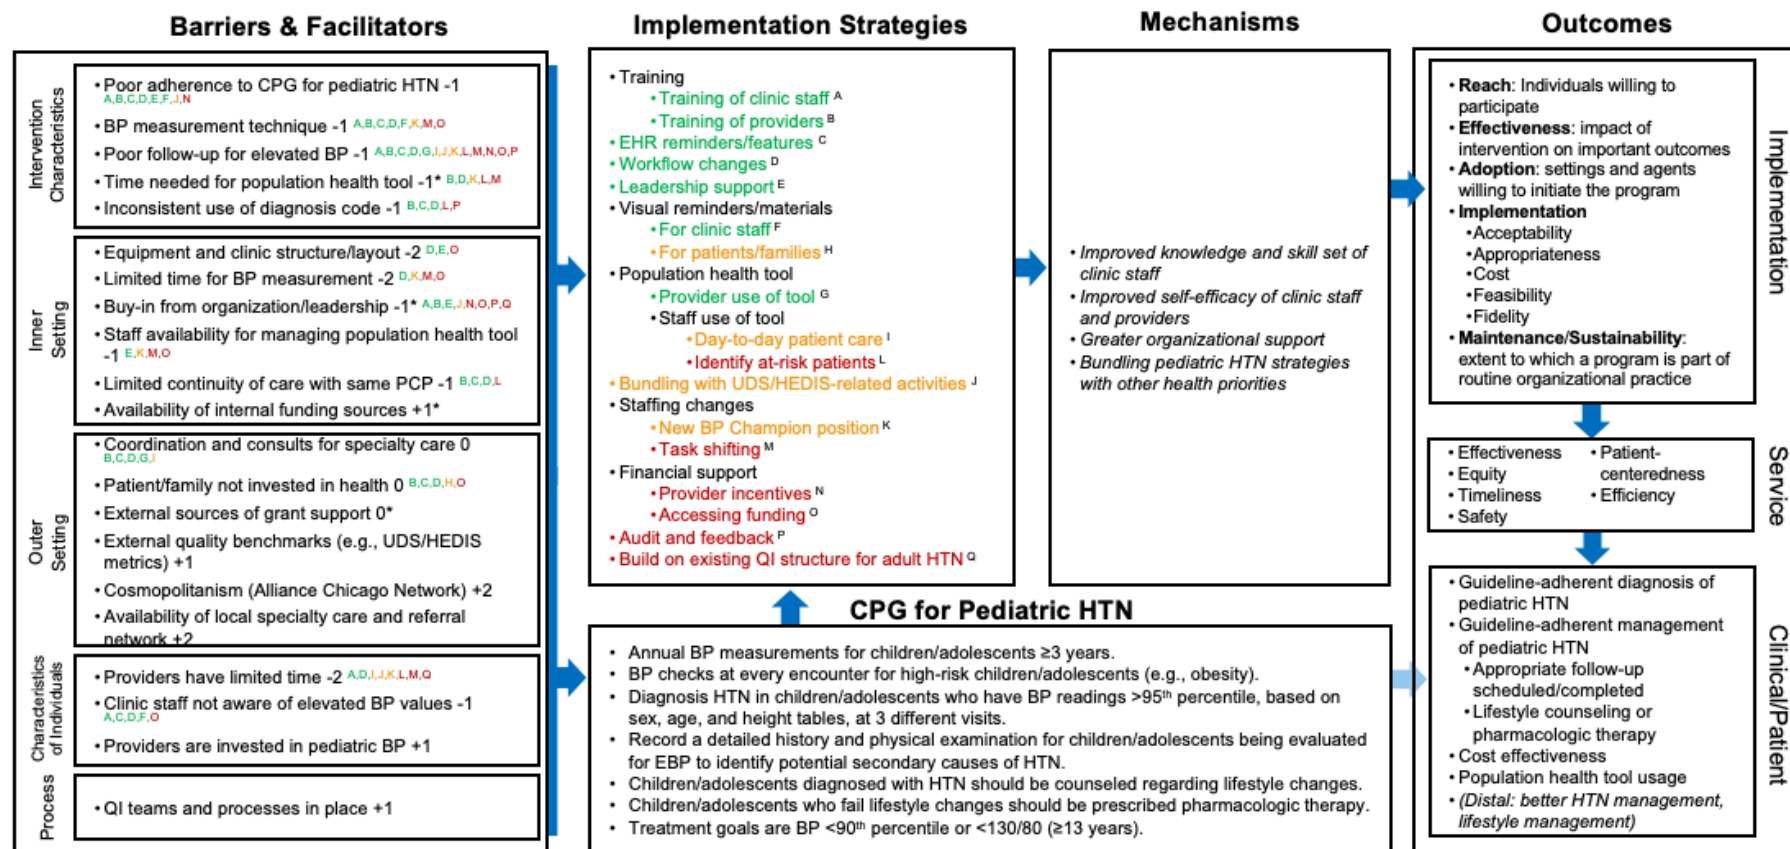 Barriers & Facilitators
Implementation Strategies
Mechanisms
Outcomes
Intervention
Characteristics
• Poor adherence to CPG for pediatric HTN -1
A,B,C,D,E,F,J,N
• BP measurement technique -1 A,B,C,D,F,K,M,O
• Poor follow-up for elevated BP -1 A,B,C,D,G,I,J,K,L,M,N,O,P
• Time needed for population health tool -1* B,D,K,L,M
• Inconsistent use of diagnosis code -1 B,C,D,L,P
Inner
Setting
• Equipment and clinic structure/layout -2 D,E,O
• Limited time for BP measurement -2 D,K,M,O
• Buy-in from organization/leadership -1* A,B,E,J,N,O,P,Q
• Staff availability for managing population health tool
-1 E,K,M,O
• Limited continuity of care with same PCP -1 B,C,D,L
• Availability of internal funding sources +1*
Outer
Setting
• Coordination and consults for specialty care 0
B,C,D,G,I
• Patient/family not invested in health 0 B,C,D,H,O
• External sources of grant support 0*
• External quality benchmarks (e.g., UDS/HEDIS
metrics) +1
• Cosmopolitanism (Alliance Chicago Network) +2
• Availability of local specialty care and referral
network +2
Characteristics
of Individuals
• Providers have limited time -2 A,D,I,J,K,L,M,Q
• Clinic staff not aware of elevated BP values -1
A,C,D,F,O
• Providers are invested in pediatric BP +1
Process
• QI teams and processes in place +1
• Training
• Training of clinic staff A
• Training of providers B
• EHR reminders/features C
• Workflow changes D
• Leadership support E
• Visual reminders/materials
• For clinic staff F
• For patients/families H
• Population health tool
• Provider use of tool G
• Staff use of tool
• Day-to-day patient care I
• Identify at-risk patients L
• Bundling with UDS/HEDIS-related activities J
• Staffing changes
• New BP Champion position K
• Task shifting M
• Financial support
• Provider incentives N
• Accessing funding O
• Audit and feedback P
• Build on existing QI structure for adult HTN Q
• Improved knowledge and skill set of
clinic staff
• Improved self-efficacy of clinic staff
and providers
• Greater organizational support
• Bundling pediatric HTN strategies
with other health priorities
CPG for Pediatric HTN
• Annual BP measurements for children/adolescents ≥3 years.
• BP checks at every encounter for high-risk children/adolescents (e.g., obesity).
• Diagnosis HTN in children/adolescents who have BP readings >95th percentile, based on
sex, age, and height tables, at 3 different visits.
• Record a detailed history and physical examination for children/adolescents being evaluated
for EBP to identify potential secondary causes of HTN.
• Children/adolescents diagnosed with HTN should be counseled regarding lifestyle changes.
• Children/adolescents who fail lifestyle changes should be prescribed pharmacologic therapy.
• Treatment goals are BP <90th percentile or <130/80 (≥13 years).
• Reach: Individuals willing to
participate
• Effectiveness: impact of
intervention on important outcomes
• Adoption: settings and agents
willing to initiate the program
• Implementation
• Acceptability
• Appropriateness
• Cost
• Feasibility
• Fidelity
• Maintenance/Sustainability:
extent to which a program is part of
routine organizational practice
Implementation
• Effectiveness
• Equity
• Timeliness
• Safety
• Patient-
centeredness
• Efficiency
Service
• Guideline-adherent diagnosis of
pediatric HTN
• Guideline-adherent management
of pediatric HTN
• Appropriate follow-up
scheduled/completed
• Lifestyle counseling or
pharmacologic therapy
• Cost effectiveness
• Population health tool usage
• (Distal: better HTN management,
lifestyle management)
Clinical/Patient